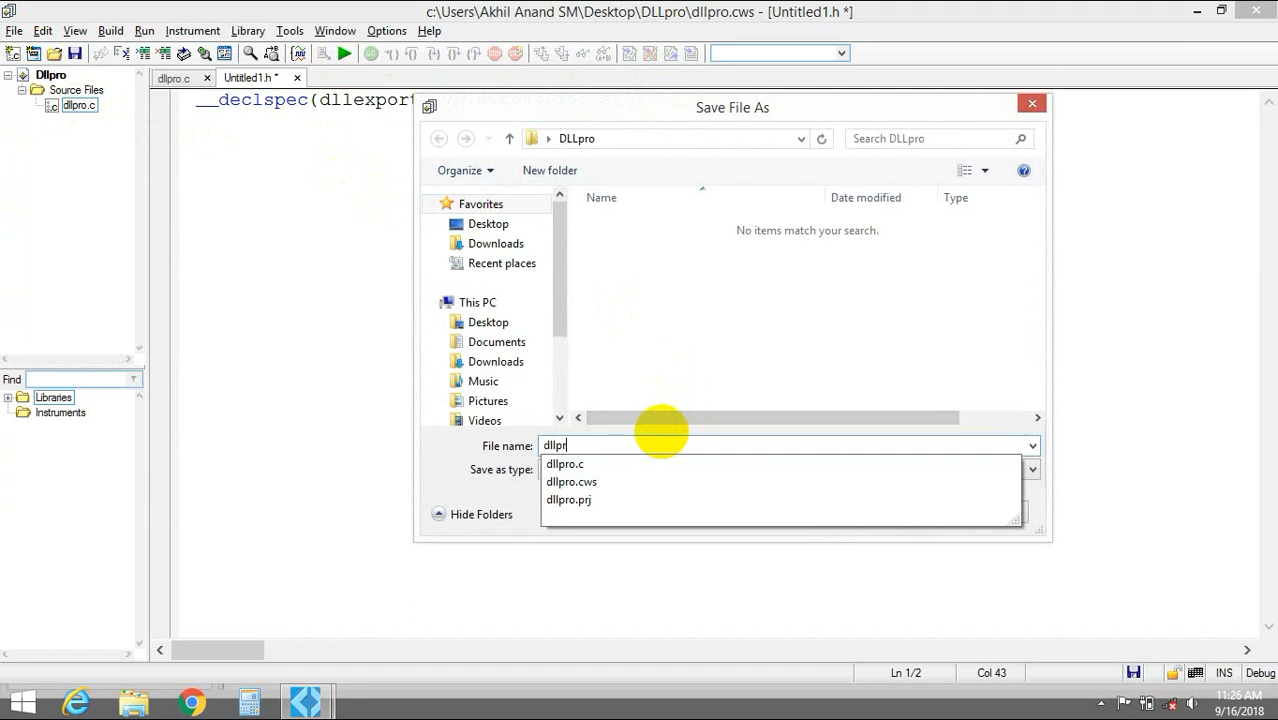 c:\Users\Akhil Anand SM\Desktop\DLLpro\dllpro.cws - [Untitled1.h *]
File Edit View Build Run Instrument Library Tools Window Options Help
Dllpro
Source Files
dllpro.c
dllpro.c
Untitled1.h *
__declspec(dllexport
Save File As
DLLpro
Search DLLpro
Organize
New folder
Name
Date modified
Type
No items match your search.
Favorites
Desktop
Downloads
Recent places
This PC
Desktop
Documents
Downloads
Music
Pictures
Videos
File name:
dllpr
Save as type:
dllpro.c
dllpro.cws
dllpro.prj
Hide Folders
Find
Libraries
Instruments
Ln 1/2
Col 43
INS
Debug
11:26 AM
9/16/2018